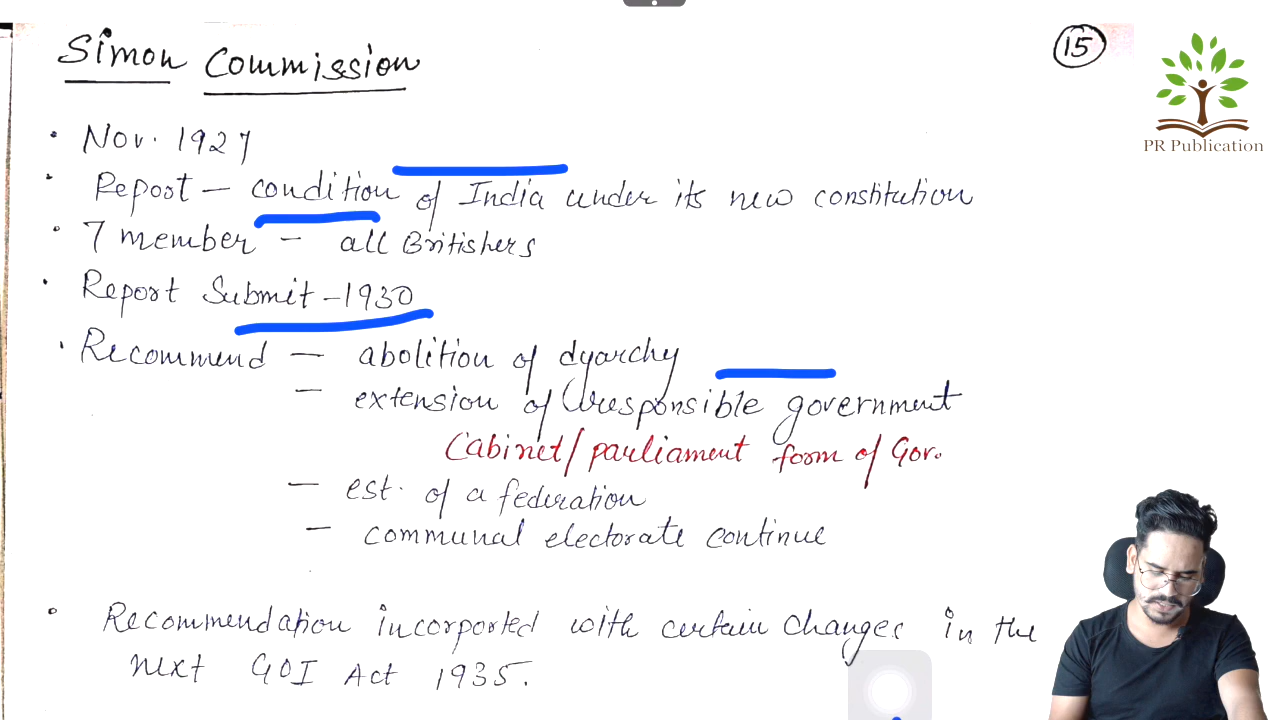 Simon Commission
15
PR Publication
• Nov. 1927
• Repoot – condition of India under its new constitution
• 7 member – all Britishers
• Report Submit – 1930
• Recommend – abolition of dyarchy
– extension of responsible government
Cabinet/parliament form of Gov.
– est. of a federation
– communal electorate continue
• Recommendation incorported with certain changes in the
next GOI Act 1935.